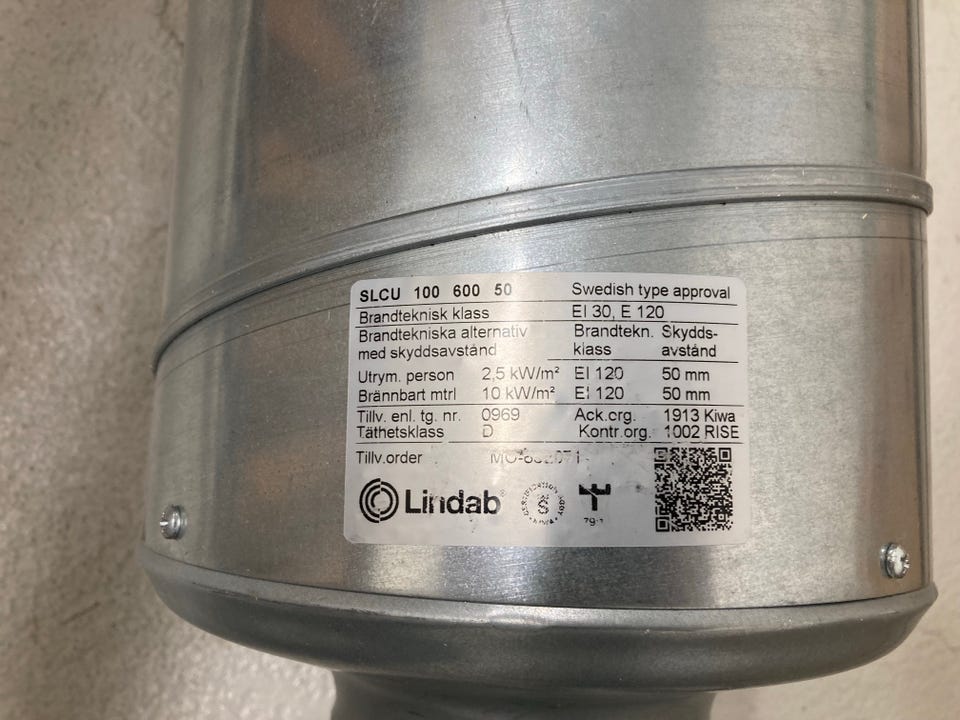 SLCU 100 600 50 Swedish type approval
Brandteknisk klass EI 30, E 120
Brandtekniska alternativ med skyddsavstånd Brandtekn. klass Skydds-avstånd
Utrym. person 2,5 kW/m² EI 120 50 mm
Brännbart mtrl 10 kW/m² EI 120 50 mm
Tillv. enl. tg. nr. 0969 Ack.org. 1913 Kiwa
Täthetsklass D Kontr.org. 1002 RISE
Tillv.order
Lindab®